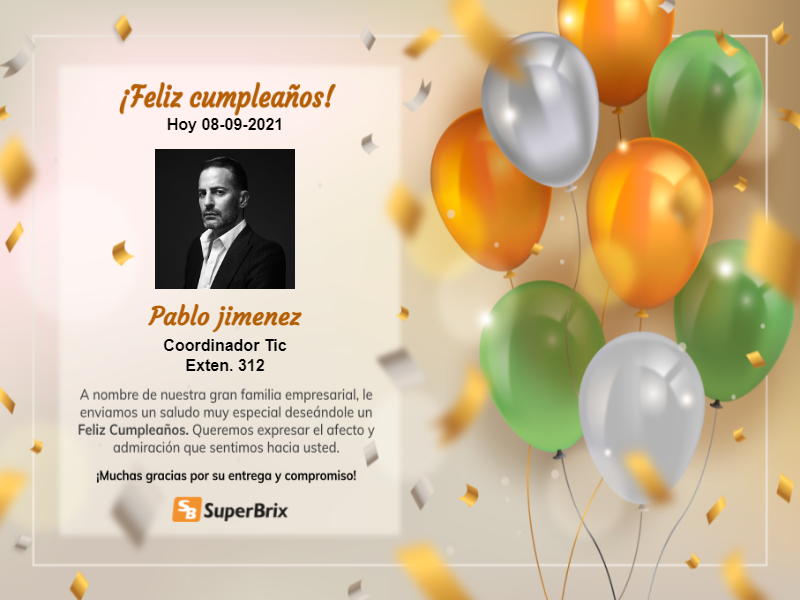 ¡Feliz cumpleaños!
Hoy 08-09-2021
Pablo jimenez
Coordinador Tic
Exten. 312
A nombre de nuestra gran familia empresarial, le
enviamos un saludo muy especial deseándole un
Feliz Cumpleaños. Queremos expresar el afecto y
admiración que sentimos hacia usted.
¡Muchas gracias por su entrega y compromiso!
SB SuperBrix